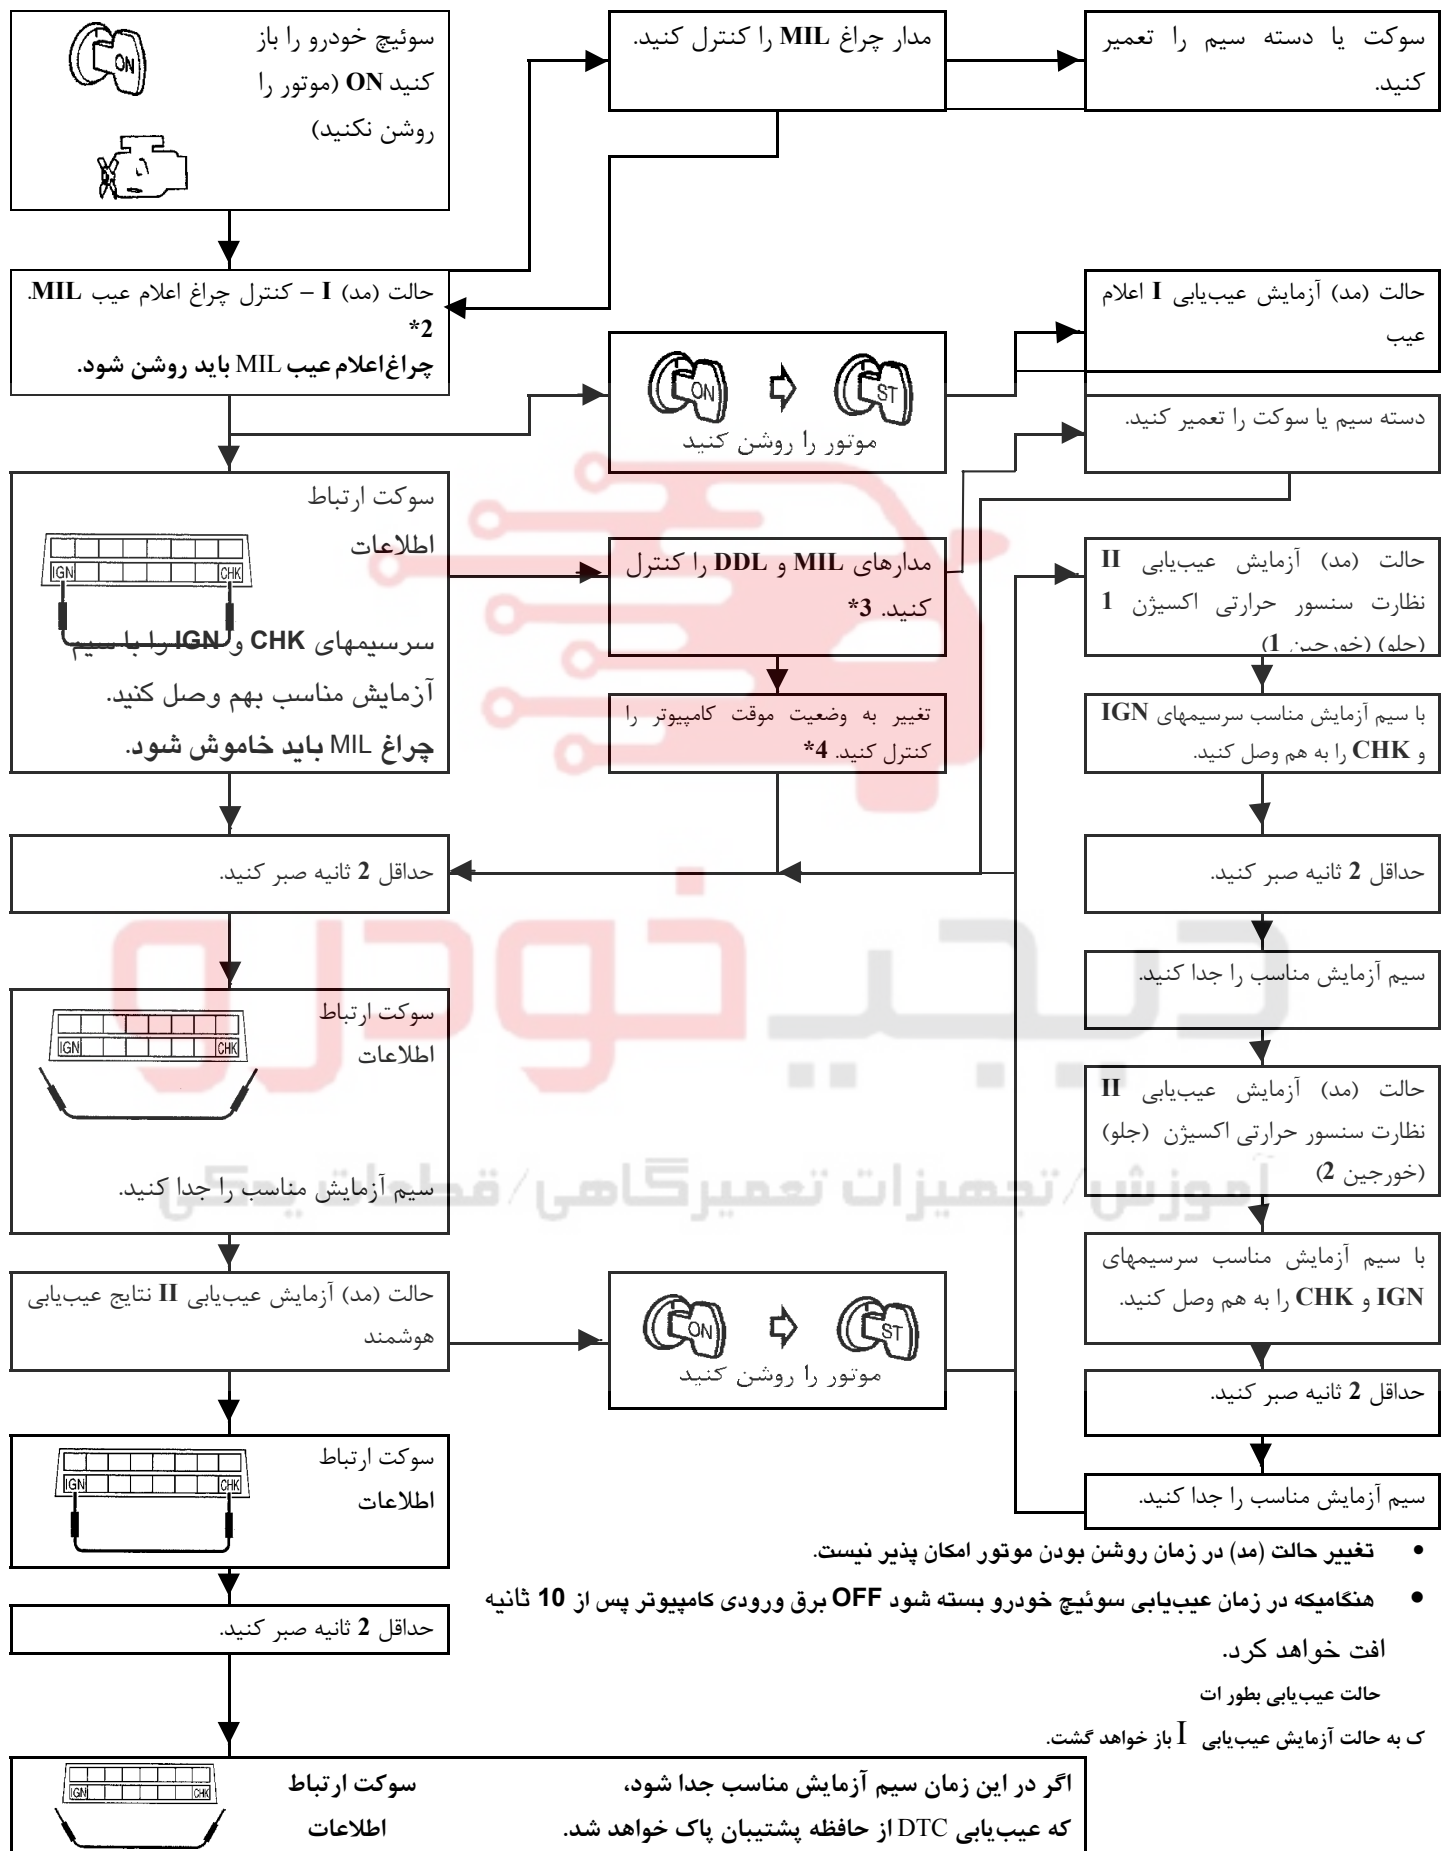 سوئیچ خودرو را باز
کنید ON (موتور را
روشن نکنید)
ON
مدار چراغ MIL را کنترل کنید.
سوکت یا دسته سیم را تعمیر
کنید.
حالت (مد) I – کنترل چراغ اعلام عیب MIL.
*2
چراغ‌اعلام عیب MIL باید روشن شود.
ON
ST
موتور را روشن کنید
حالت (مد) آزمایش عیب‌یابی I اعلام
عیب
دسته سیم یا سوکت را تعمیر کنید.
سوکت ارتباط
اطلاعات
IGN
CHK
سرسیمهای CHK و IGN را با سیم
آزمایش مناسب بهم وصل کنید.
چراغ MIL باید خاموش شود.
مدارهای MIL و DDL را کنترل
کنید. 3*
تغییر به وضعیت موقت کامپیوتر را
کنترل کنید. 4*
حالت (مد) آزمایش عیب‌یابی II
نظارت سنسور حرارتی اکسیژن 1
(جلو) (خورجین 1)
با سیم آزمایش مناسب سرسیمهای IGN
و CHK را به هم وصل کنید.
حداقل 2 ثانیه صبر کنید.
حداقل 2 ثانیه صبر کنید.
دیجیـخودرو
سوکت ارتباط
اطلاعات
IGN
CHK
سیم آزمایش مناسب را جدا کنید.
سیم آزمایش مناسب را جدا کنید.
حالت (مد) آزمایش عیب‌یابی II
نظارت سنسور حرارتی اکسیژن (جلو)
(خورجین 2)
آموزش/تجهیزات تعمیرگاهی/قطعات یدکی
با سیم آزمایش مناسب سرسیمهای
IGN و CHK را به هم وصل کنید.
حالت (مد) آزمایش عیب‌یابی II نتایج عیب‌یابی
هوشمند
ON
ST
موتور را روشن کنید
حداقل 2 ثانیه صبر کنید.
سوکت ارتباط
اطلاعات
IGN
CHK
سیم آزمایش مناسب را جدا کنید.
• تغییر حالت (مد) در زمان روشن بودن موتور امکان پذیر نیست.
• هنگامیکه در زمان عیب‌یابی سوئیچ خودرو بسته شود OFF برق ورودی کامپیوتر پس از 10 ثانیه
افت خواهد کرد.
حداقل 2 ثانیه صبر کنید.
حالت عیب‌یابی بطور ات
ک به حالت آزمایش عیب‌یابی I باز خواهد گشت.
سوکت ارتباط
اطلاعات
IGN
CHK
اگر در این زمان سیم آزمایش مناسب جدا شود،
که عیب‌یابی DTC از حافظه پشتیبان پاک خواهد شد.